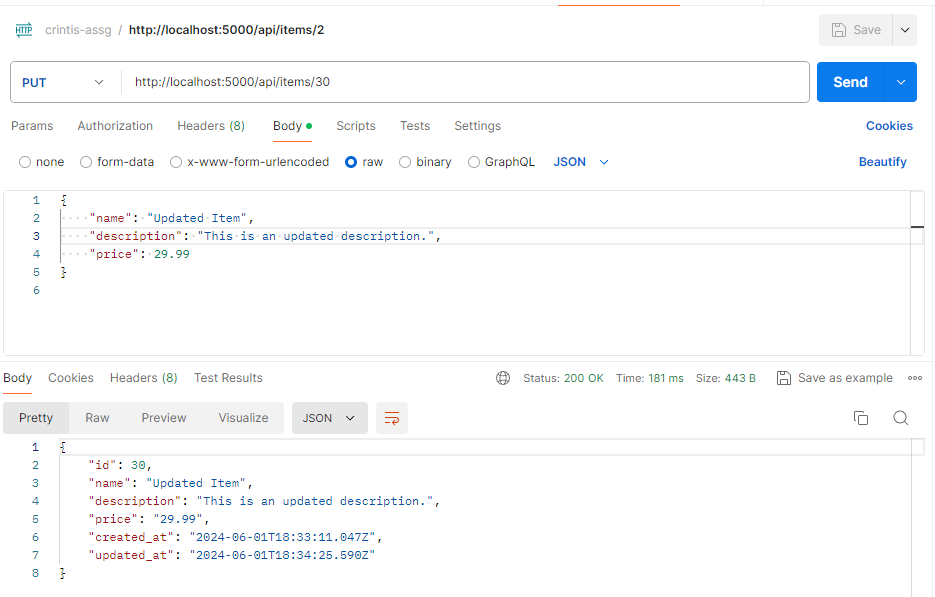 HTTP crintis-assg / http://localhost:5000/api/items/2 Save
PUT http://localhost:5000/api/items/30 Send
Params Authorization Headers (8) Body Scripts Tests Settings Cookies
none form-data x-www-form-urlencoded raw binary GraphQL JSON Beautify
1 {
2 ····"name":·"Updated·Item",
3 ····"description":·"This·is·an·updated·description.",
4 ····"price":·29.99
5 }
6
Body Cookies Headers (8) Test Results Status: 200 OK Time: 181 ms Size: 443 B Save as example
Pretty Raw Preview Visualize JSON
1 {
2 "id": 30,
3 "name": "Updated Item",
4 "description": "This is an updated description.",
5 "price": "29.99",
6 "created_at": "2024-06-01T18:33:11.047Z",
7 "updated_at": "2024-06-01T18:34:25.590Z"
8 }